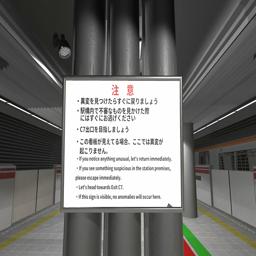 注 意
・異変を見つけたらすぐに戻りましょう
・駅構内で不審なものを見かけた際
にはすぐにお逃げください
・C7出口を目指しましょう
・この看板が見えてる場合、ここでは異変が
起こりません。
・If you notice anything unusual, let's return immediately.
・If you see something suspicious in the station premises,
please escape immediately.
・Let's head towards Exit C7.
・If this sign is visible, no anomalies will occur here.